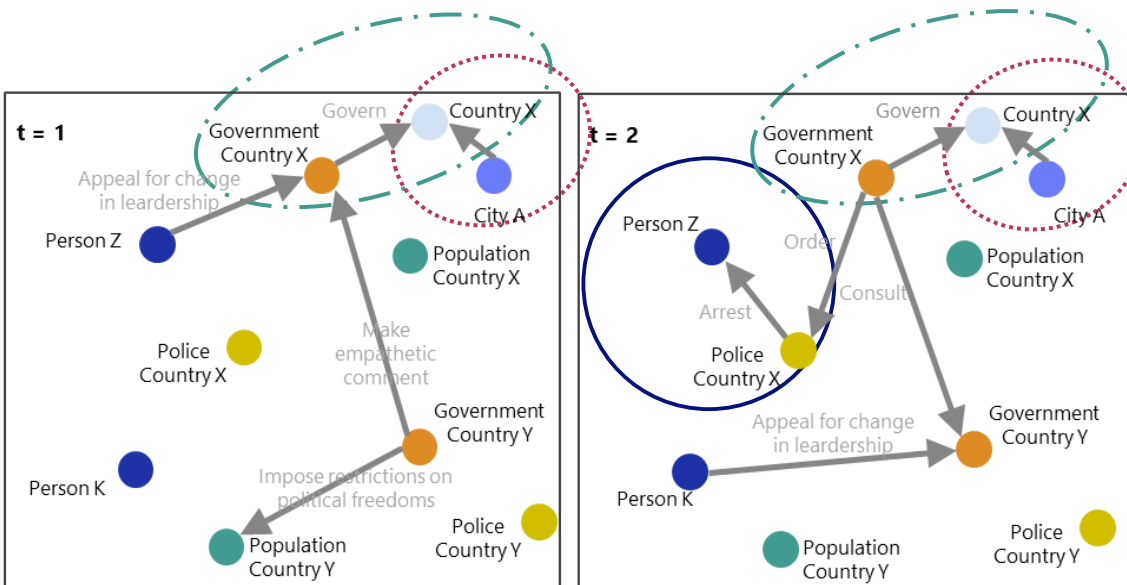 t = 1
Govern
Country X
Government
Country X
Appeal for change
in leardership
City A
Person Z
Population
Country X
Police
Country X
Make
empathetic
comment
Government
Country Y
Impose restrictions on
political freedoms
Person K
Police
Country Y
Population
Country Y
t = 2
Govern
Country X
Government
Country X
City A
Person Z
Order
Population
Country X
Consult
Arrest
Police
Country X
Appeal for change
in leardership
Government
Country Y
Person K
Police
Country Y
Population
Country Y